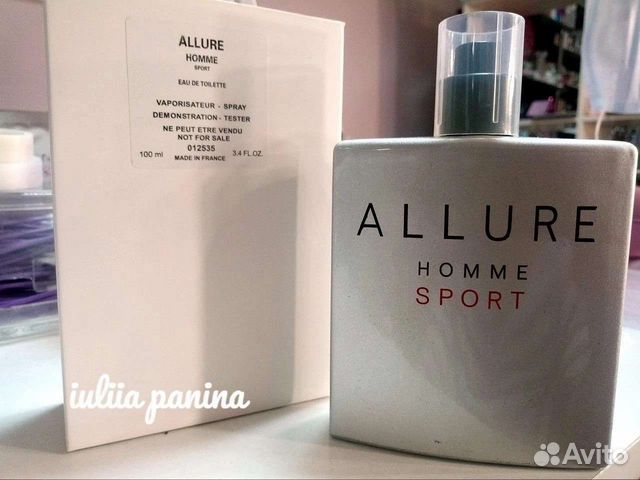 ALLURE
HOMME
SPORT
EAU DE TOILETTE
VAPORISATEUR - SPRAY
DEMONSTRATION - TESTER
NE PEUT ETRE VENDU
NOT FOR SALE
012535
100 ml 3.4 FL.OZ.
MADE IN FRANCE
ALLURE
HOMME
SPORT
iuliia panina
Avito